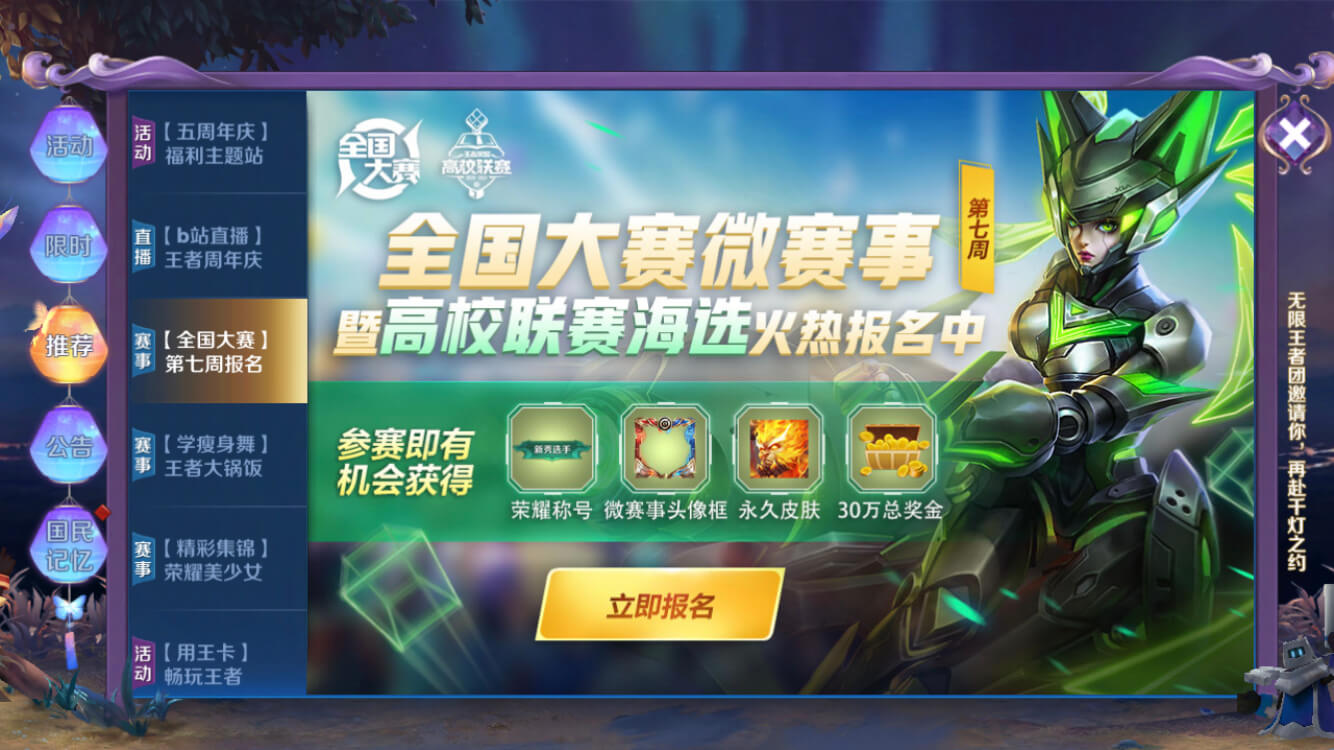 活动
限时
推荐
公告
国民
记忆
活动
【五周年庆】
福利主题站
直播
【b站直播】
王者周年庆
赛事
【全国大赛】
第七周报名
赛事
【学瘦身舞】
王者大锅饭
赛事
【精彩集锦】
荣耀美少女
活动
【用王卡】
畅玩王者
全国
大赛
高校联赛
全国大赛微赛事
第七周
暨高校联赛海选火热报名中
参赛即有
机会获得
新秀选手
荣耀称号
微赛事头像框
永久皮肤
30万总奖金
立即报名
无限王者团邀请你，再赴千灯之约